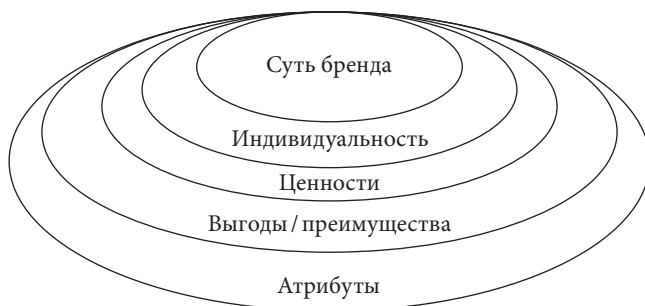 Суть бренда
Индивидуальность
Ценности
Выгоды / преимущества
Атрибуты